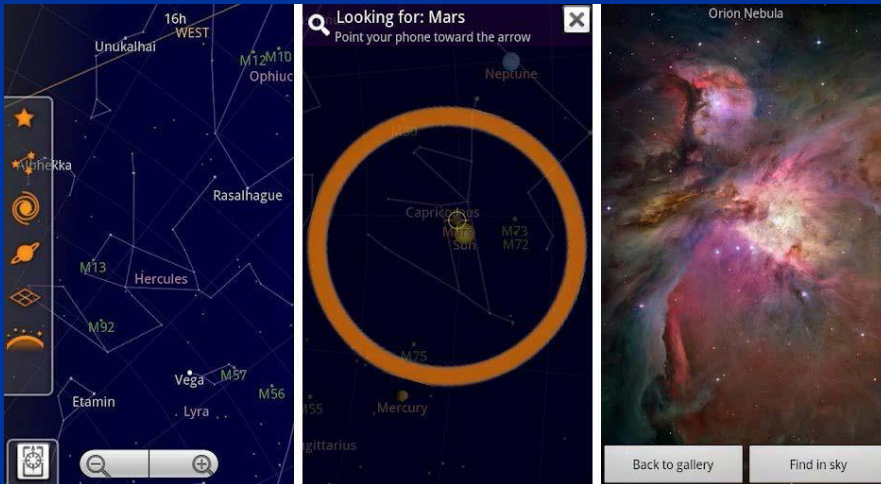 16h
WEST
Unukalhai
M12
M10
Ophiuc
Alphekka
Rasalhague
M13
Hercules
M92
Vega
M57
M56
Etamin
Lyra
Looking for: Mars
Point your phone toward the arrow
Neptune
M30
Capricornus
Mars
Sun
M73
M72
M75
M55
Mercury
gittarius
Orion Nebula
Back to gallery
Find in sky